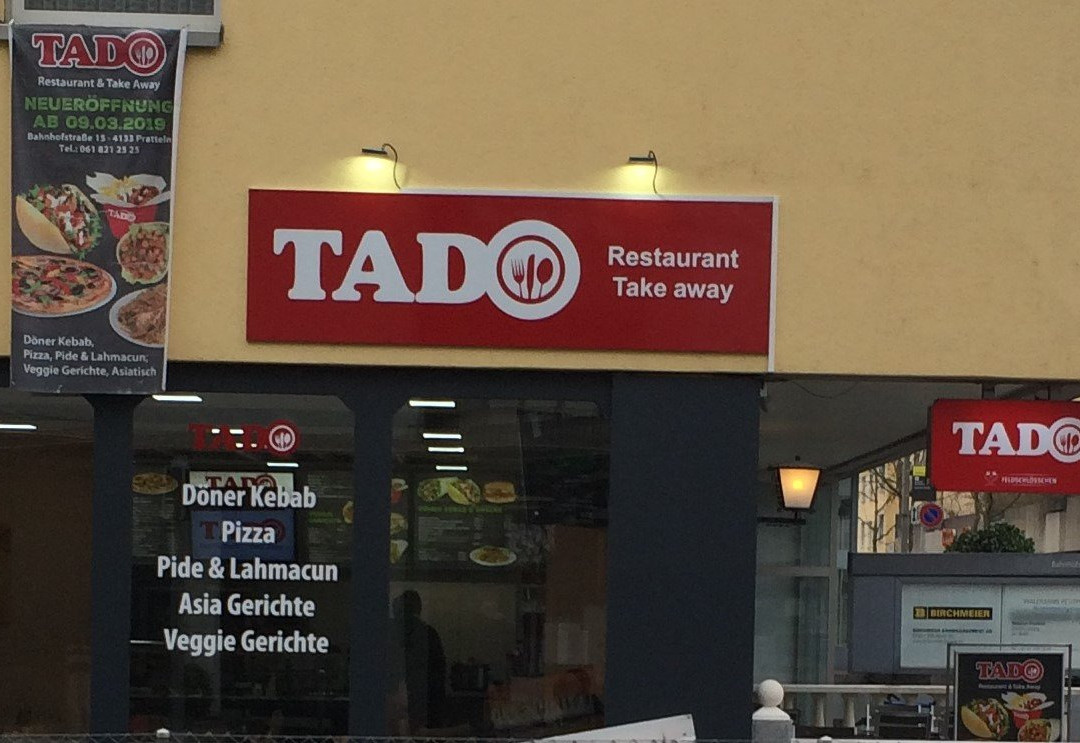 TADO
Restaurant & Take Away
NEUERÖFFNUNG
AB 09.03.2019
Bahnhofstraße 15 - 4133 Pratteln
Tel.: 061 821 25 25
TADO
Döner Kebab,
Pizza, Pide & Lahmacun,
Veggie Gerichte, Asiatisch
TADO
Restaurant
Take away
TADO
TADO
Döner Kebab
Pizza
Pide & Lahmacun
Asia Gerichte
Veggie Gerichte
TADO
FELDSCHLÖSSCHEN
B BIRCHMEIER
TADO
Restaurant & Take Away